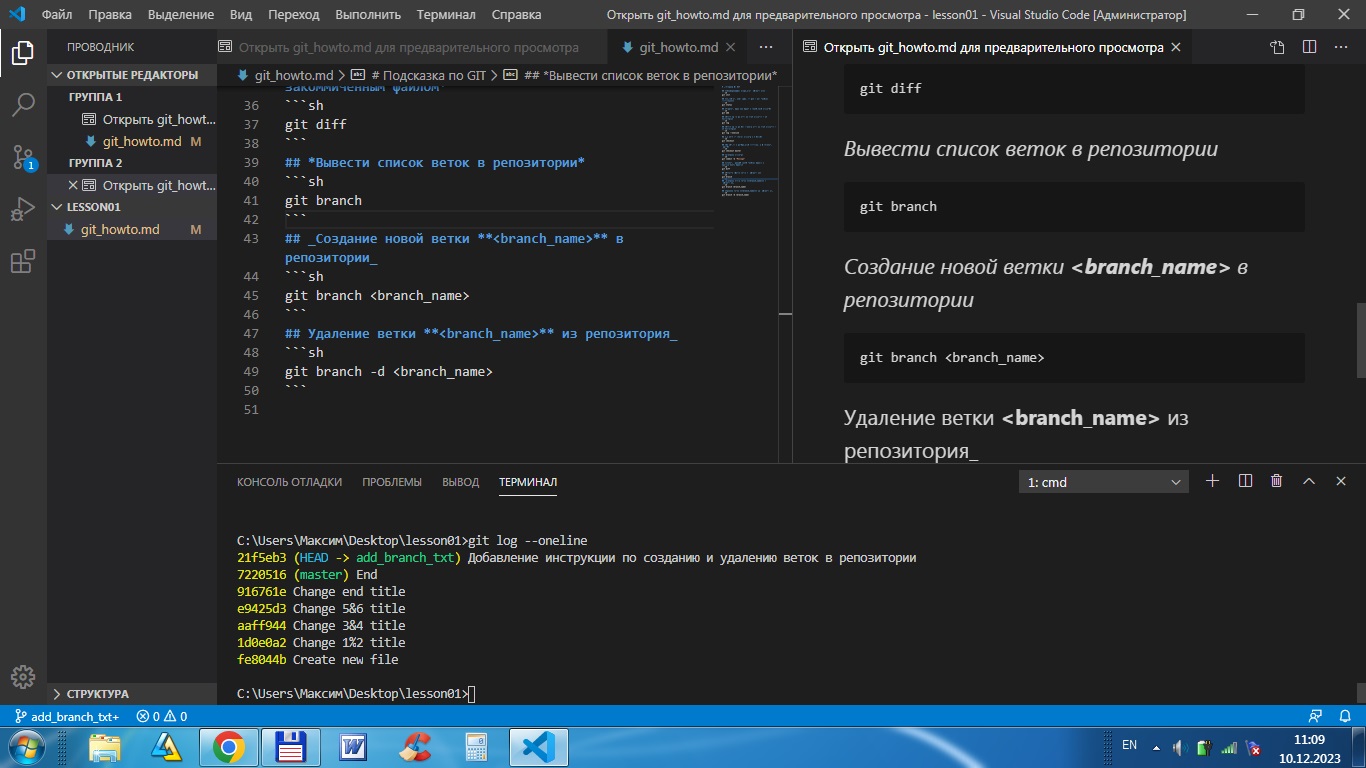 Файл Правка Выделение Вид Переход Выполнить Терминал Справка Открыть git_howto.md для предварительного просмотра - lesson01 - Visual Studio Code [Администратор]
ПРОВОДНИК
ОТКРЫТЫЕ РЕДАКТОРЫ
ГРУППА 1
Открыть git_howt...
git_howto.md M
ГРУППА 2
Открыть git_howt...
LESSON01
git_howto.md M
СТРУКТУРА
1
Открыть git_howto.md для предварительного просмотра git_howto.md
git_howto.md > # Подсказка по GIT > ## *Вывести список веток в репозитории*
закоммиченным файлом*
36 ```sh
37 git diff
38 ```
39 ## *Вывести список веток в репозитории*
40 ```sh
41 git branch
42 ```
43 ## _Создание новой ветки **<branch_name>** в
репозитории_
44 ```sh
45 git branch <branch_name>
46 ```
47 ## Удаление ветки **<branch_name>** из репозитория_
48 ```sh
49 git branch -d <branch_name>
50 ```
51
Открыть git_howto.md для предварительного просмотра
git diff
Вывести список веток в репозитории
git branch
Создание новой ветки <branch_name> в
репозитории
git branch <branch_name>
Удаление ветки <branch_name> из
репозитория_
КОНСОЛЬ ОТЛАДКИ ПРОБЛЕМЫ ВЫВОД ТЕРМИНАЛ 1: cmd
C:\Users\Максим\Desktop\lesson01>git log --oneline
21f5eb3 (HEAD -> add_branch_txt) Добавление инструкции по созданию и удалению веток в репозитории
7220516 (master) End
916761e Change end title
e9425d3 Change 5&6 title
aaff944 Change 3&4 title
1d0e0a2 Change 1%2 title
fe8044b Create new file
C:\Users\Максим\Desktop\lesson01>
add_branch_txt+ 0 0
EN 11:09
10.12.2023